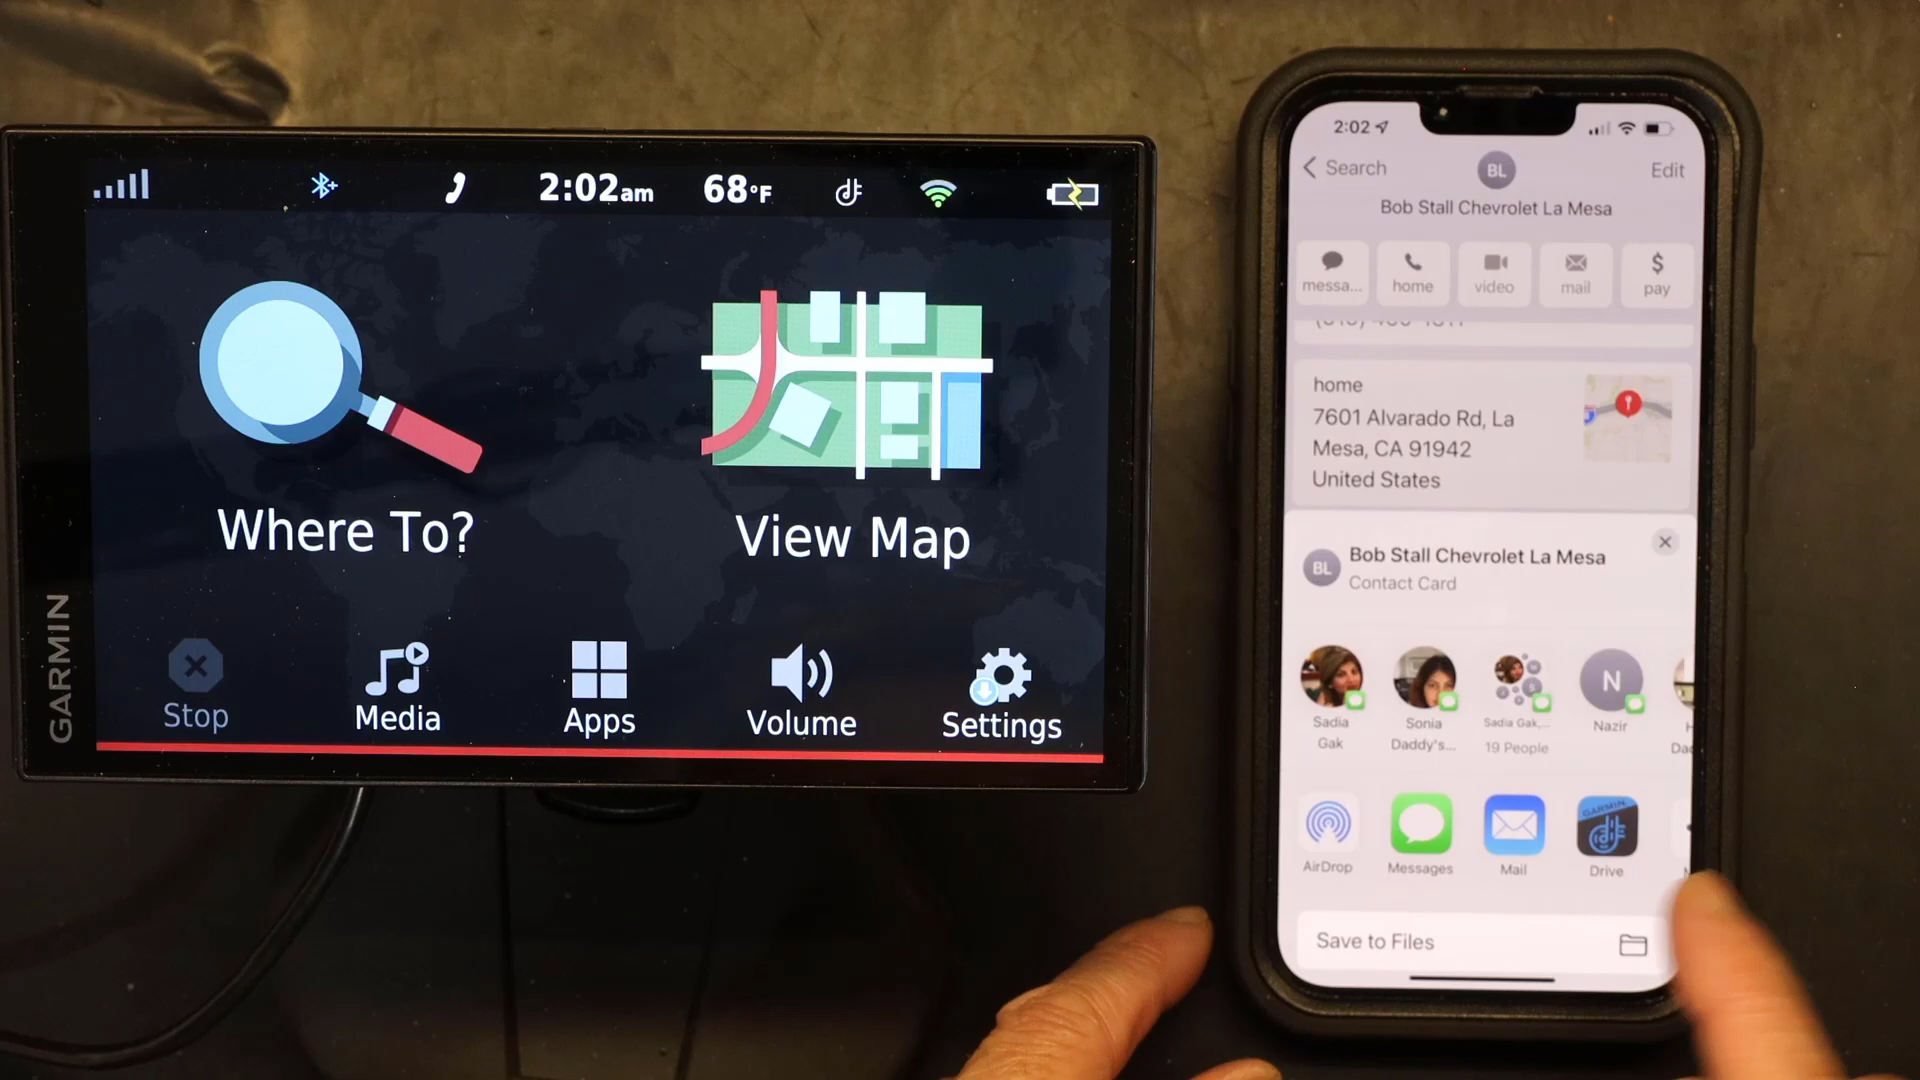 2:02am 68°F
Where To?
View Map
Stop
Media
Apps
Volume
Settings
GARMIN
2:02
Search
BL
Edit
Bob Stall Chevrolet La Mesa
messa...
home
video
mail
$
pay
home
7601 Alvarado Rd, La
Mesa, CA 91942
United States
BL
Bob Stall Chevrolet La Mesa
Contact Card
N
Sadia
Gak
Sonia
Daddy's...
Sadia Gak,...
19 People
Nazir
GARMIN
AirDrop
Messages
Mail
Drive
Save to Files